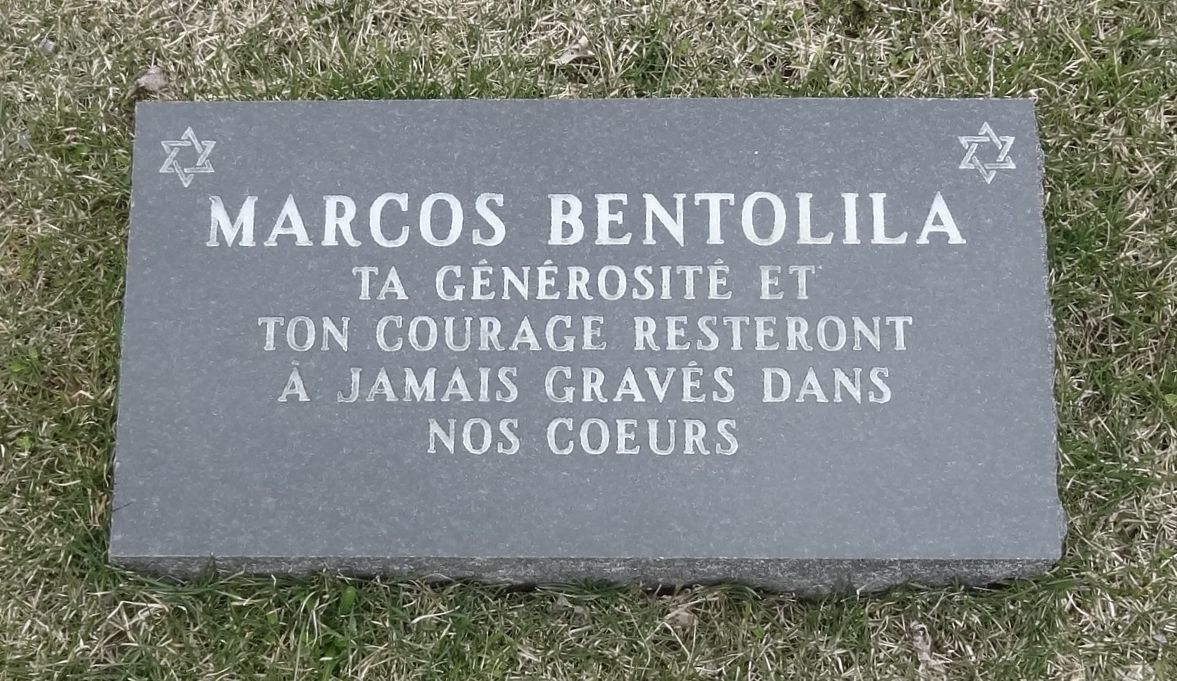 MARCOS BENTOLILA
TA GÉNÉROSITÉ ET
TON COURAGE RESTERONT
À JAMAIS GRAVÉS DANS
NOS COEURS